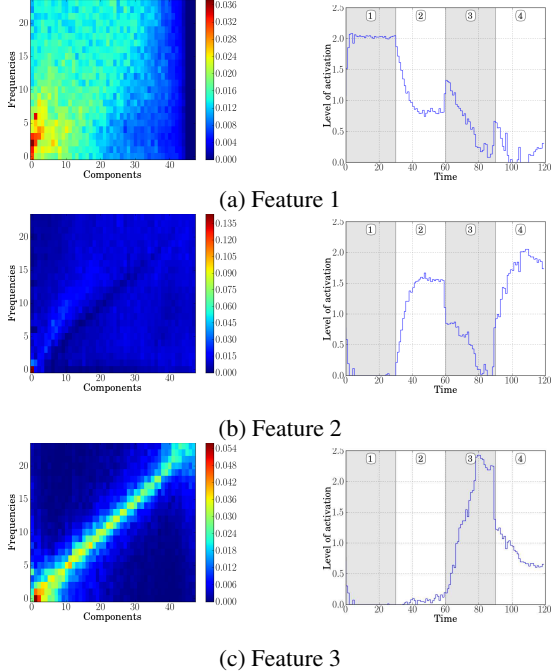 Frequencies
20
15
10
5
0
0 10 20 30 40
Components
0.036
0.032
0.028
0.024
0.020
0.016
0.012
0.008
0.004
0.000
Level of activation
2.5
2.0
1.5
1.0
0.5
0.0
1 2 3 4
0 20 40 60 80 100 120
Time
(a) Feature 1
Frequencies
20
15
10
5
0
0 10 20 30 40
Components
0.135
0.120
0.105
0.090
0.075
0.060
0.045
0.030
0.015
0.000
Level of activation
2.5
2.0
1.5
1.0
0.5
0.0
1 2 3 4
0 20 40 60 80 100 120
Time
(b) Feature 2
Frequencies
20
15
10
5
0
0 10 20 30 40
Components
0.054
0.048
0.042
0.036
0.030
0.024
0.018
0.012
0.006
0.000
Level of activation
2.5
2.0
1.5
1.0
0.5
0.0
1 2 3 4
0 20 40 60 80 100 120
Time
(c) Feature 3